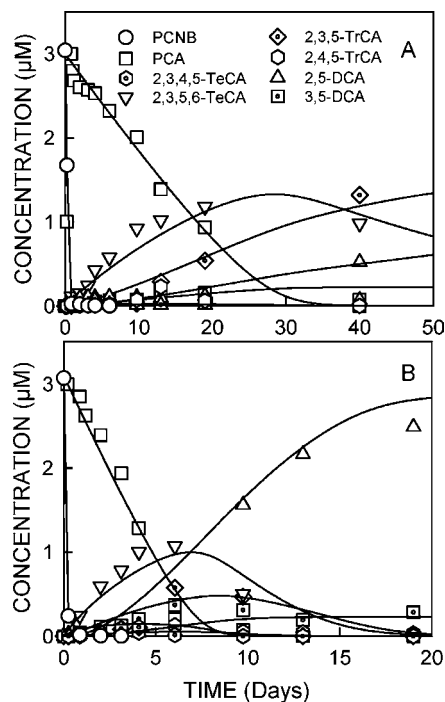 PCNB
PCA
2,3,4,5-TeCA
2,3,5,6-TeCA
2,3,5-TrCA
2,4,5-TrCA
2,5-DCA
3,5-DCA
A
CONCENTRATION (μM)
3
2
1
0
0 10 20 30 40 50
B
CONCENTRATION (μM)
3
2
1
0
0 5 10 15 20
TIME (Days)